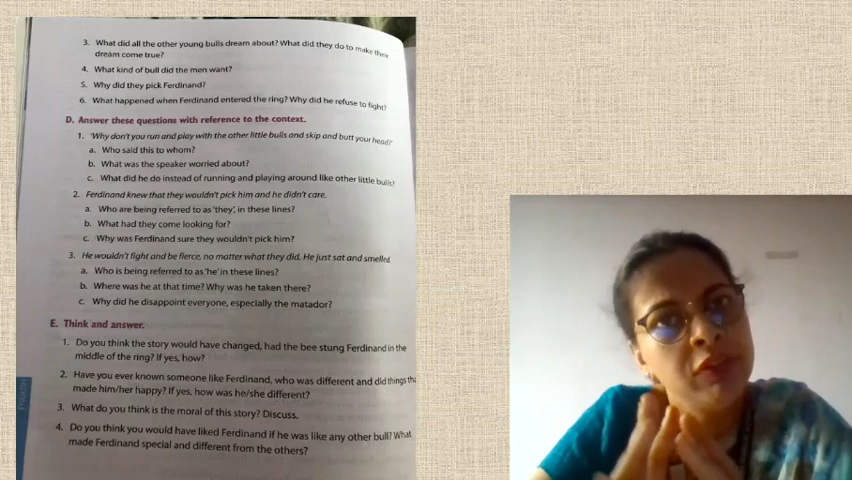 3. What did all the other young bulls dream about? What did they do to make their
dream come true?
4. What kind of bull did the men want?
5. Why did they pick Ferdinand?
6. What happened when Ferdinand entered the ring? Why did he refuse to fight?
D. Answer these questions with reference to the context.
1. 'Why don't you run and play with the other little bulls and skip and butt your head?'
a. Who said this to whom?
b. What was the speaker worried about?
c. What did he do instead of running and playing around like other little bulls?
2. Ferdinand knew that they wouldn't pick him and he didn't care.
a. Who are being referred to as 'they', in these lines?
b. What had they come looking for?
c. Why was Ferdinand sure they wouldn't pick him?
3. He wouldn't fight and be fierce, no matter what they did. He just sat and smelled
a. Who is being referred to as 'he' in these lines?
b. Where was he at that time? Why was he taken there?
c. Why did he disappoint everyone, especially the matador?
E. Think and answer.
1. Do you think the story would have changed, had the bee stung Ferdinand in the
middle of the ring? If yes, how?
2. Have you ever known someone like Ferdinand, who was different and did things tha
made him/her happy? If yes, how was he/she different?
3. What do you think is the moral of this story? Discuss.
4. Do you think you would have liked Ferdinand if he was like any other bull? What
made Ferdinand special and different from the others?
ENGLISH